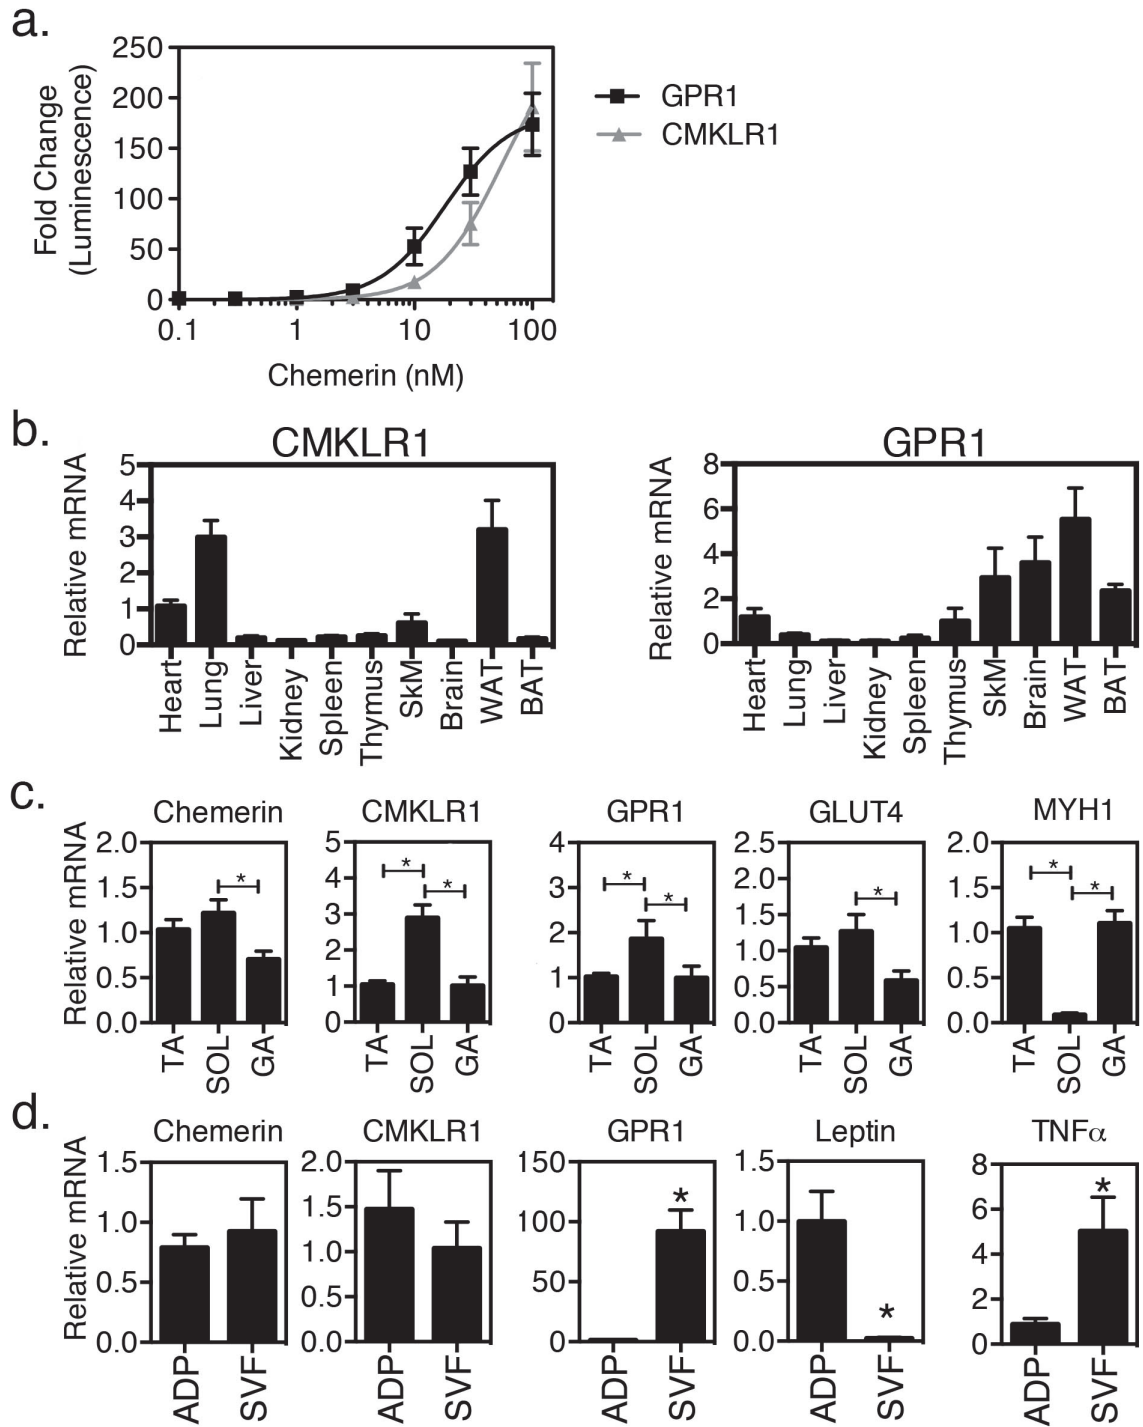 a.
250
200
150
100
50
0
Fold Change
(Luminescence)
0.1 1 10 100
Chemerin (nM)
GPR1
CMKLR1
b.
CMKLR1
Relative mRNA
5
4
3
2
1
0
Heart Lung Liver Kidney Spleen Thymus SkM Brain WAT BAT
GPR1
Relative mRNA
8
6
4
2
0
Heart Lung Liver Kidney Spleen Thymus SkM Brain WAT BAT
c.
Chemerin
Relative mRNA
2.0
1.5
1.0
0.5
0.0
*
TA SOL GA
CMKLR1
5
4
3
2
1
0
* *
TA SOL GA
GPR1
4
3
2
1
0
* *
TA SOL GA
GLUT4
2.5
2.0
1.5
1.0
0.5
0.0
*
TA SOL GA
MYH1
2.0
1.5
1.0
0.5
0.0
* *
TA SOL GA
d.
Chemerin
Relative mRNA
1.5
1.0
0.5
0.0
ADP SVF
CMKLR1
2.0
1.5
1.0
0.5
0.0
ADP SVF
GPR1
150
100
50
0
*
ADP SVF
Leptin
1.5
1.0
0.5
0.0
*
ADP SVF
TNFα
8
6
4
2
0
*
ADP SVF